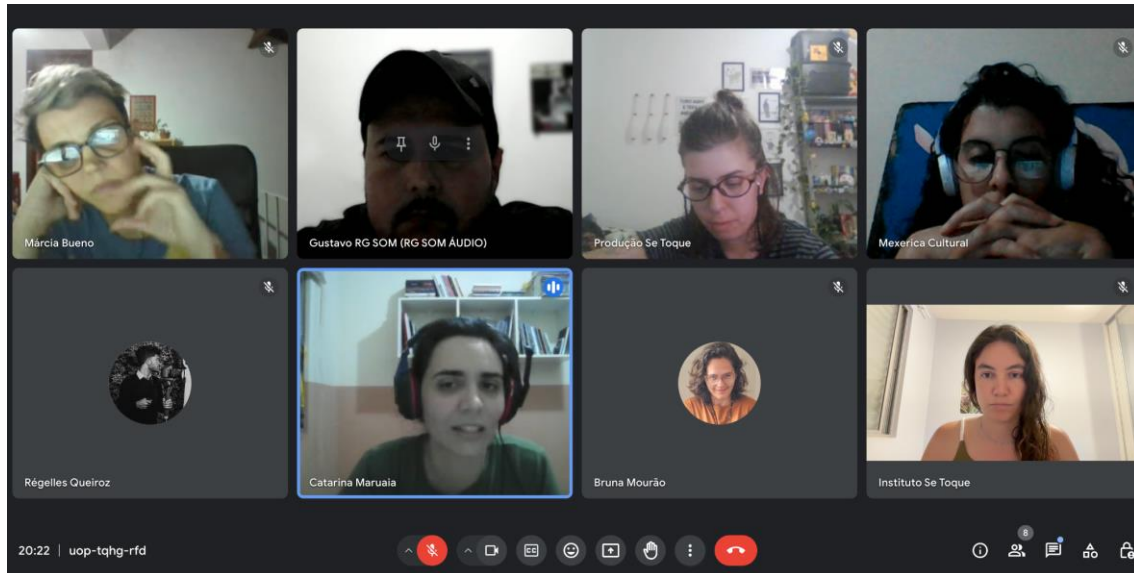 Márcia Bueno
Gustavo RG SOM (RG SOM ÁUDIO)
Produção Se Toque
Mexerica Cultural
Régelles Queiroz
Catarina Maruaia
Bruna Mourão
Instituto Se Toque
20:22 | uop-tqhg-rfd
CC
8